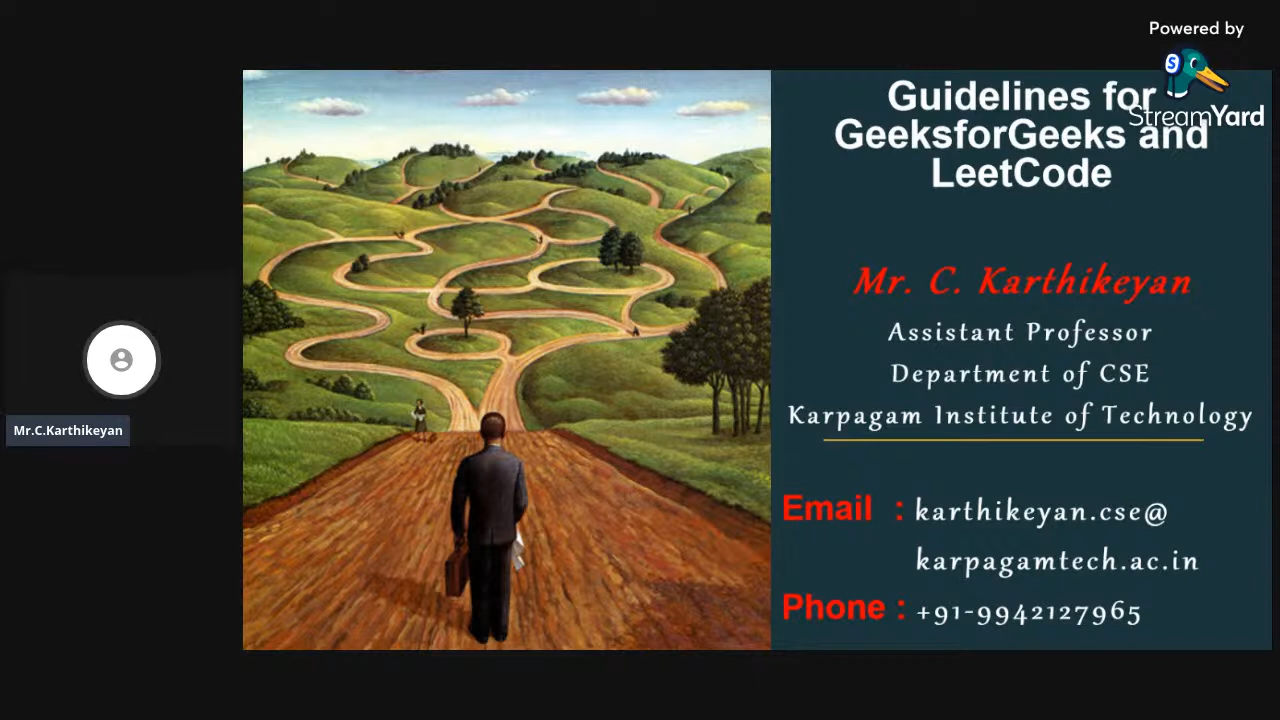 Powered by
StreamYard
Guidelines for
GeeksforGeeks and
LeetCode
Mr. C. Karthikeyan
Assistant Professor
Department of CSE
Karpagam Institute of Technology
Email : karthikeyan.cse@
karpagamtech.ac.in
Phone : +91-9942127965
Mr.C.Karthikeyan